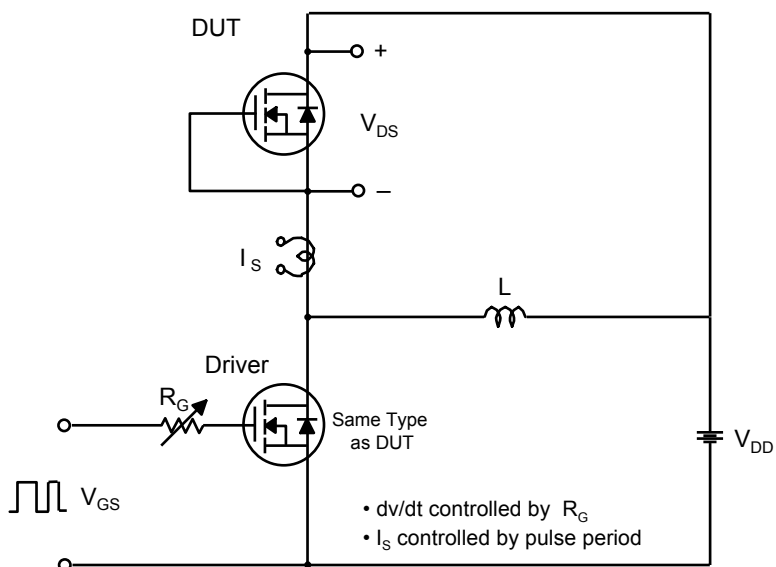 DUT
+
V_DS
–
I_S
L
Driver
R_G
Same Type
as DUT
V_DD
V_GS
• dv/dt controlled by R_G
• I_S controlled by pulse period